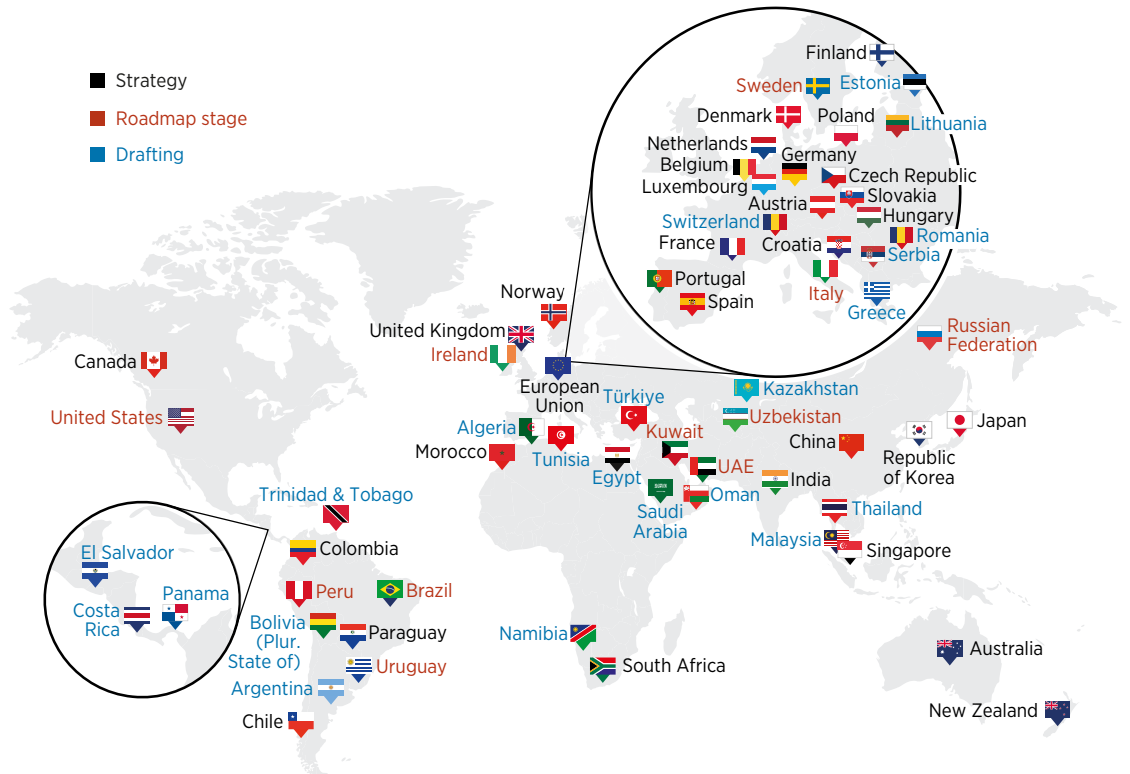 Strategy
Roadmap stage
Drafting
Finland
Sweden
Estonia
Denmark
Poland
Lithuania
Netherlands
Germany
Belgium
Czech Republic
Luxembourg
Slovakia
Austria
Hungary
Switzerland
Romania
France
Croatia
Serbia
Portugal
Italy
Spain
Greece
Norway
United Kingdom
Ireland
European
Union
Russian
Federation
Canada
United States
Kazakhstan
Türkiye
Uzbekistan
Algeria
Kuwait
Japan
Morocco
Tunisia
China
Republic
of Korea
Egypt
UAE
India
Oman
Saudi
Arabia
Thailand
Malaysia
Singapore
Trinidad & Tobago
Colombia
El Salvador
Panama
Costa
Rica
Peru
Brazil
Bolivia
(Plur.
State of)
Paraguay
Uruguay
Argentina
Chile
Namibia
South Africa
Australia
New Zealand